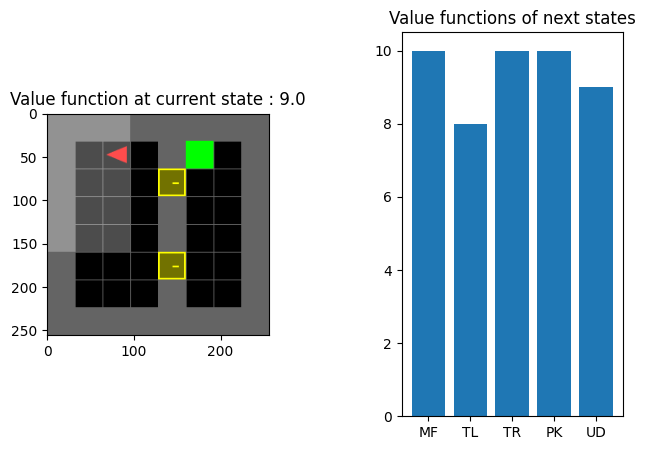 Value functions of next states
Value function at current state : 9.0
0
50
100
150
200
250
0
100
200
10
8
6
4
2
0
MF
TL
TR
PK
UD